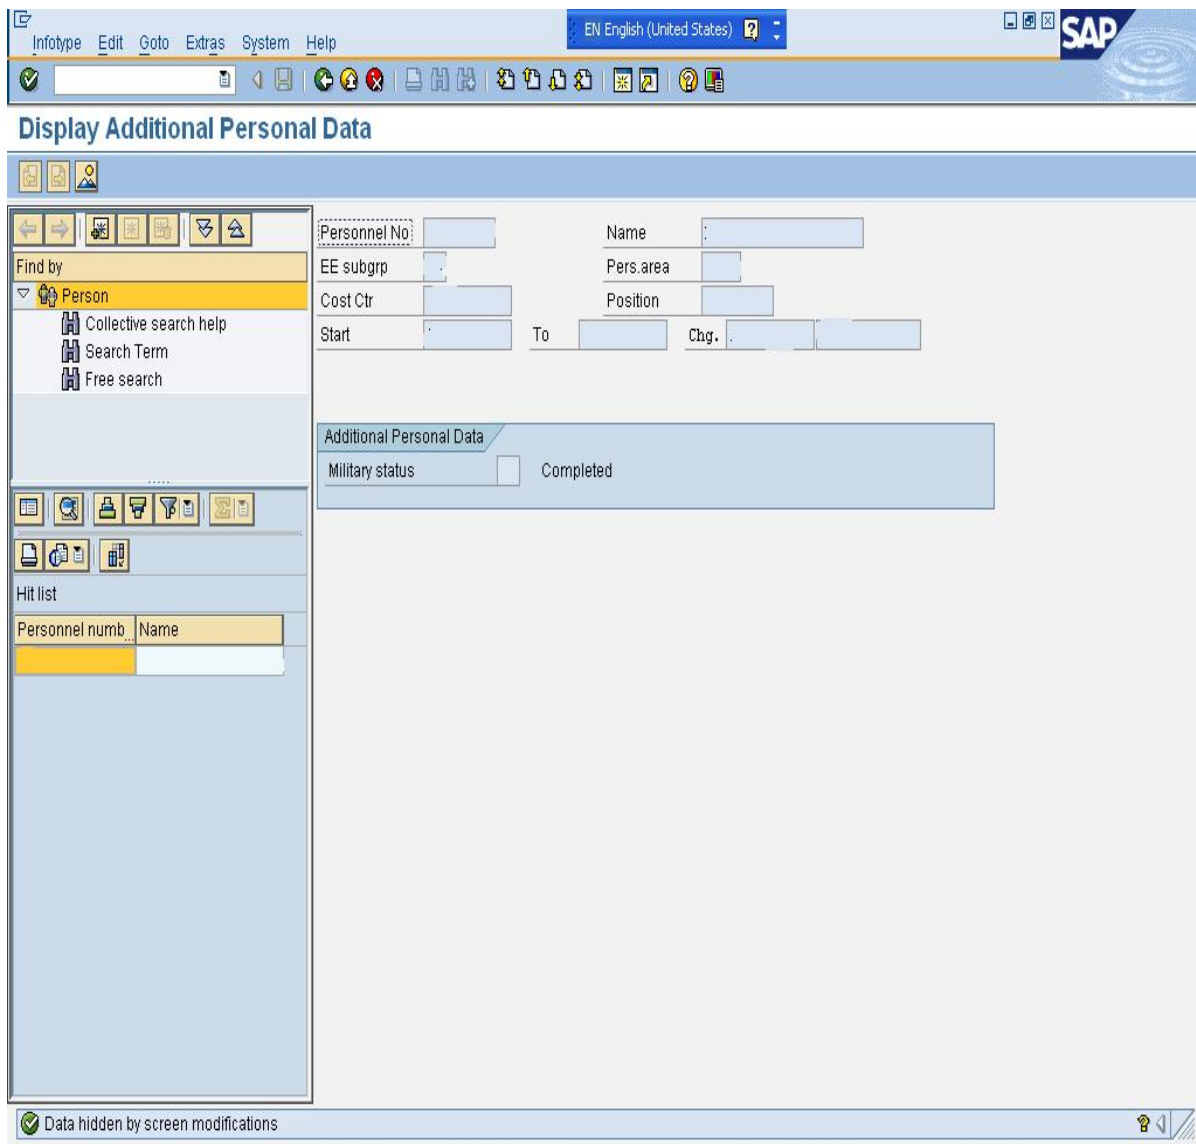 EN English (United States)
SAP
Infotype Edit Goto Extras System Help
Display Additional Personal Data
Find by
Person
Collective search help
Search Term
Free search
Personnel No Name
EE subgrp Pers.area
Cost Ctr Position
Start To Chg.
Additional Personal Data
Military status Completed
Hit list
Personnel numb... Name
Data hidden by screen modifications